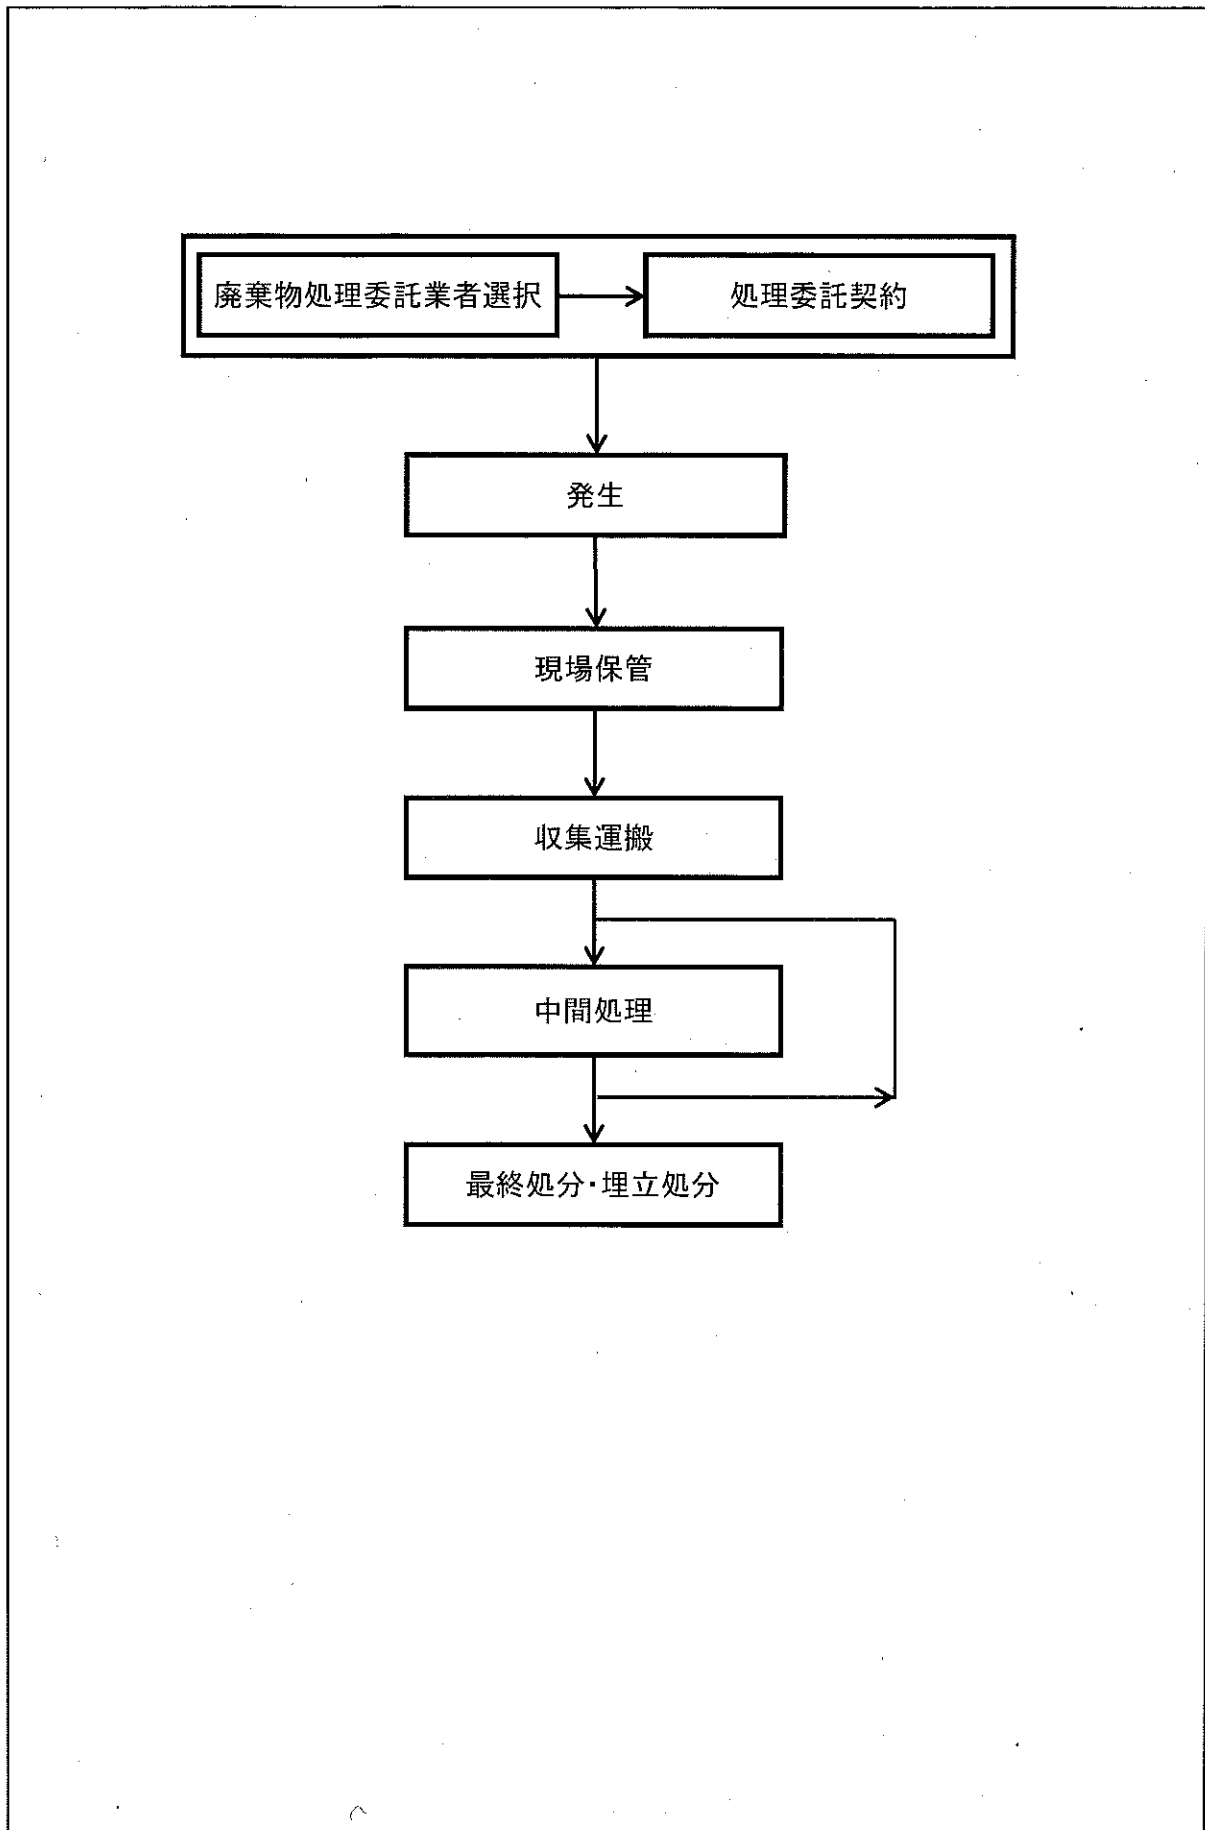 廃棄物処理委託業者選択
処理委託契約
発生
現場保管
収集運搬
中間処理
最終処分・埋立処分